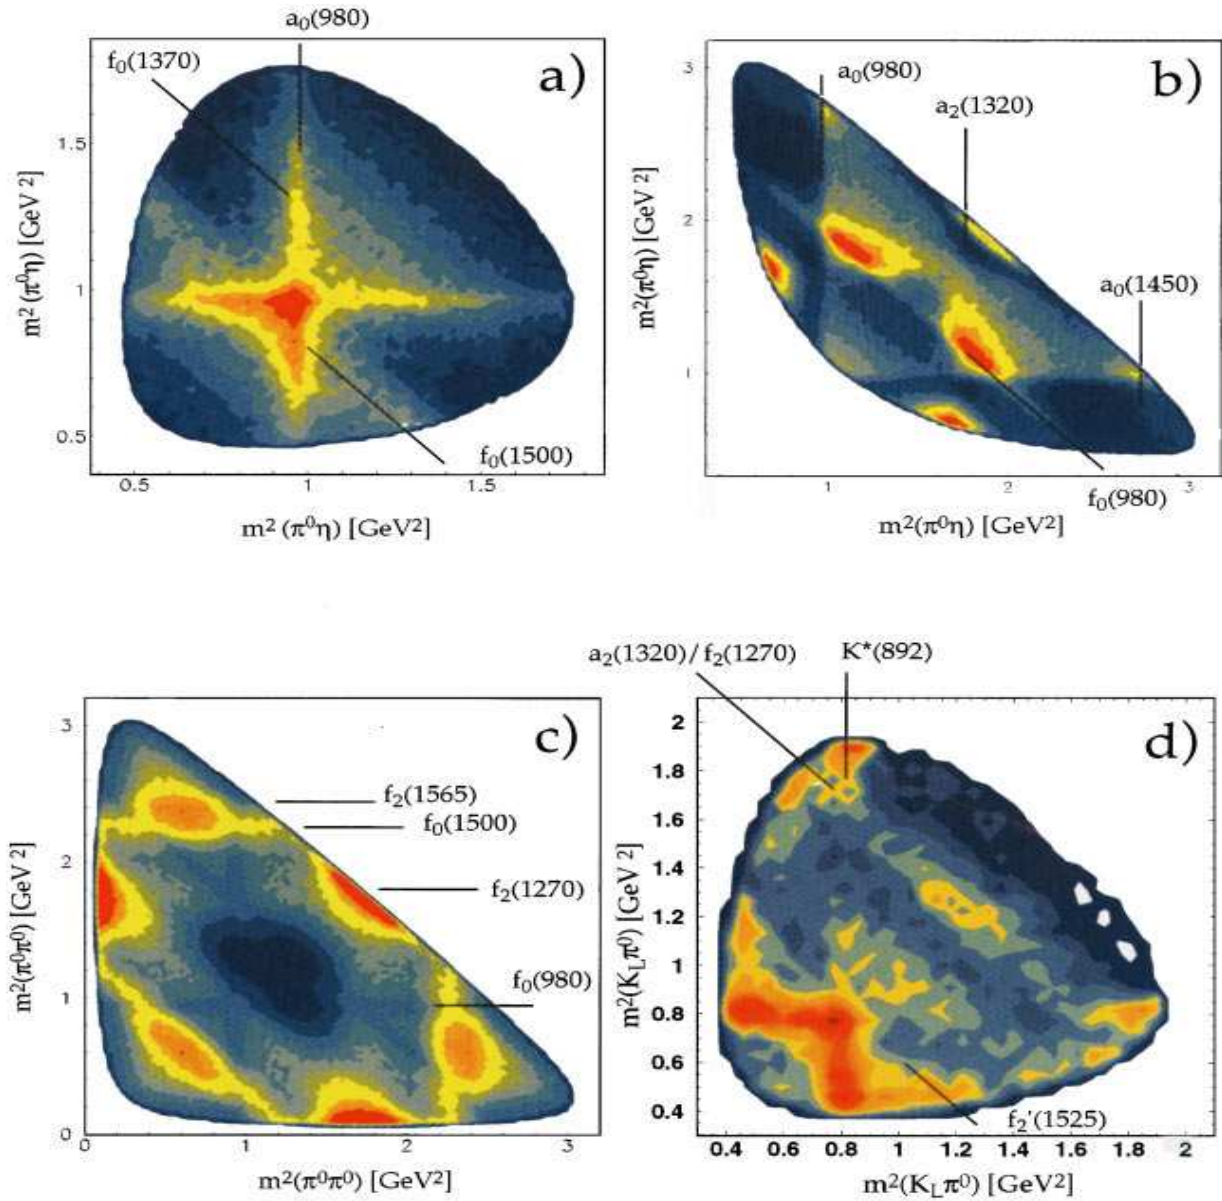 a₀(980)
f₀(1370)
a)
1.5
1
0.5
m² (π⁰η) [GeV²]
f₀(1500)
0.5
1
1.5
m² (π⁰η) [GeV²]
b)
a₀(980)
a₂(1320)
a₀(1450)
f₀(980)
3
2
1
m²(π⁰η) [GeV²]
1
2
3
m²(π⁰η) [GeV²]
c)
f₂(1565)
f₀(1500)
f₂(1270)
f₀(980)
3
2
1
0
m²(π⁰π⁰) [GeV²]
0
1
2
3
m²(π⁰π⁰) [GeV²]
a₂(1320)/f₂(1270)
K*(892)
d)
2
1.8
1.6
1.4
1.2
1
0.8
0.6
0.4
m²(K_Lπ⁰) [GeV²]
f₂'(1525)
0.4 0.6 0.8 1 1.2 1.4 1.6 1.8 2
m²(K_Lπ⁰) [GeV²]